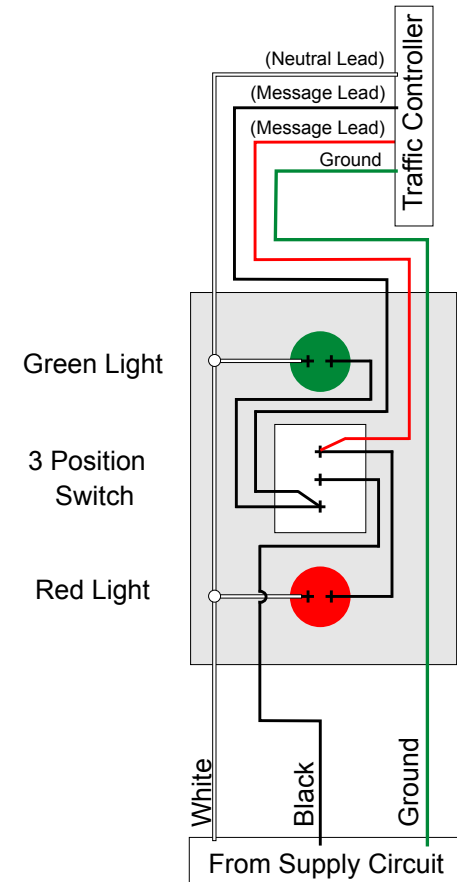 (Neutral Lead)
(Message Lead)
(Message Lead)
Ground
Traffic Controller
Green Light
3 Position
Switch
Red Light
White
Black
Ground
From Supply Circuit